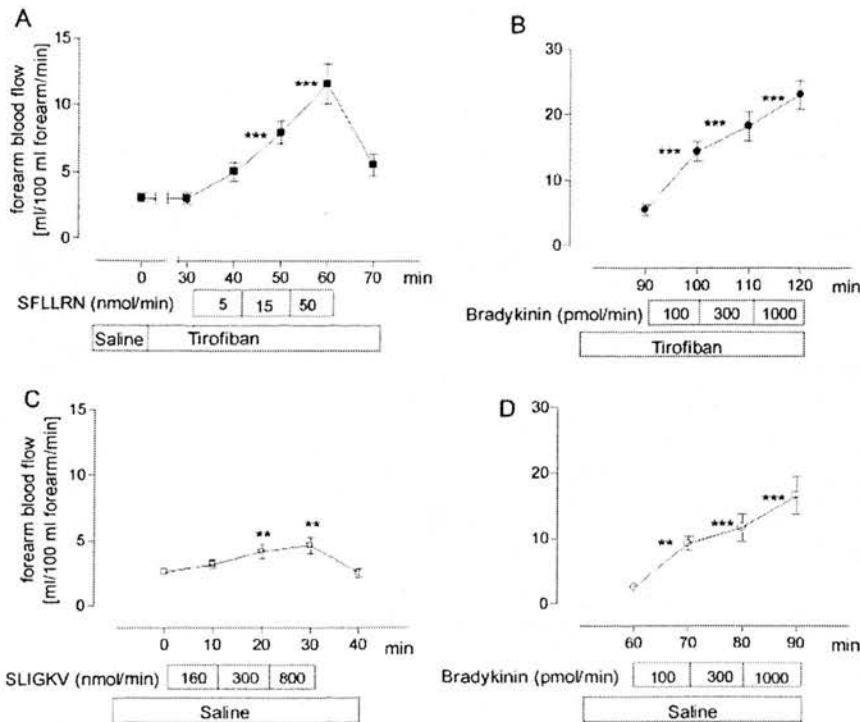 A
forearm blood flow
[ml/100 ml forearm/min]
15
10
5
0
***
***
0 30 40 50 60 70 min
SFLLRN (nmol/min) 5 15 50
Saline Tirofiban
B
30
20
10
0
***
***
***
90 100 110 120 min
Bradykinin (pmol/min) 100 300 1000
Tirofiban
C
forearm blood flow
[ml/100 ml forearm/min]
15
10
5
0
**
**
0 10 20 30 40 min
SLIGKV (nmol/min) 160 300 800
Saline
D
30
20
10
0
**
***
***
60 70 80 90 min
Bradykinin (pmol/min) 100 300 1000
Saline